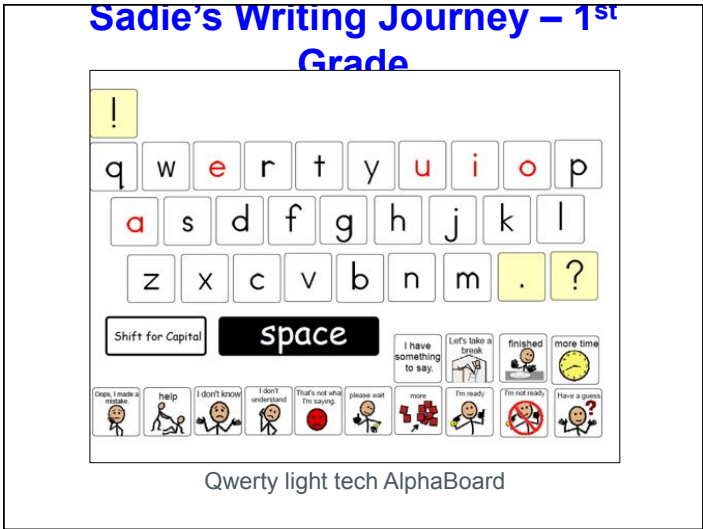 Sadie's Writing Journey – 1st
Grade
!
q w e r t y u i o p
a s d f g h j k l
z x c v b n m . ?
Shift for Capital space
I have something to say. Let's take a break finished more time
Oops, I made a mistake. help I don't know I don't understand That's not wha I'm saying. please wait more I'm ready I'm not ready Have a guess ?
Qwerty light tech AlphaBoard